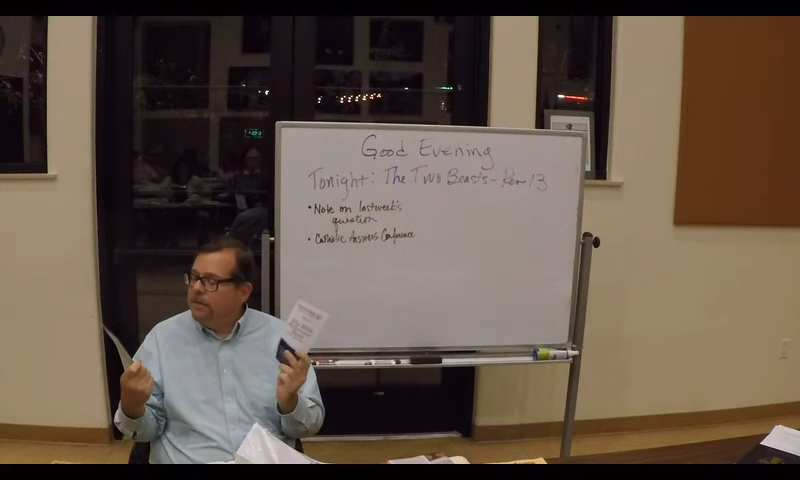 Good Evening
Tonight: The Two Beasts - Rev 13
• Note on last week's
question
• Catholic Answers Conference